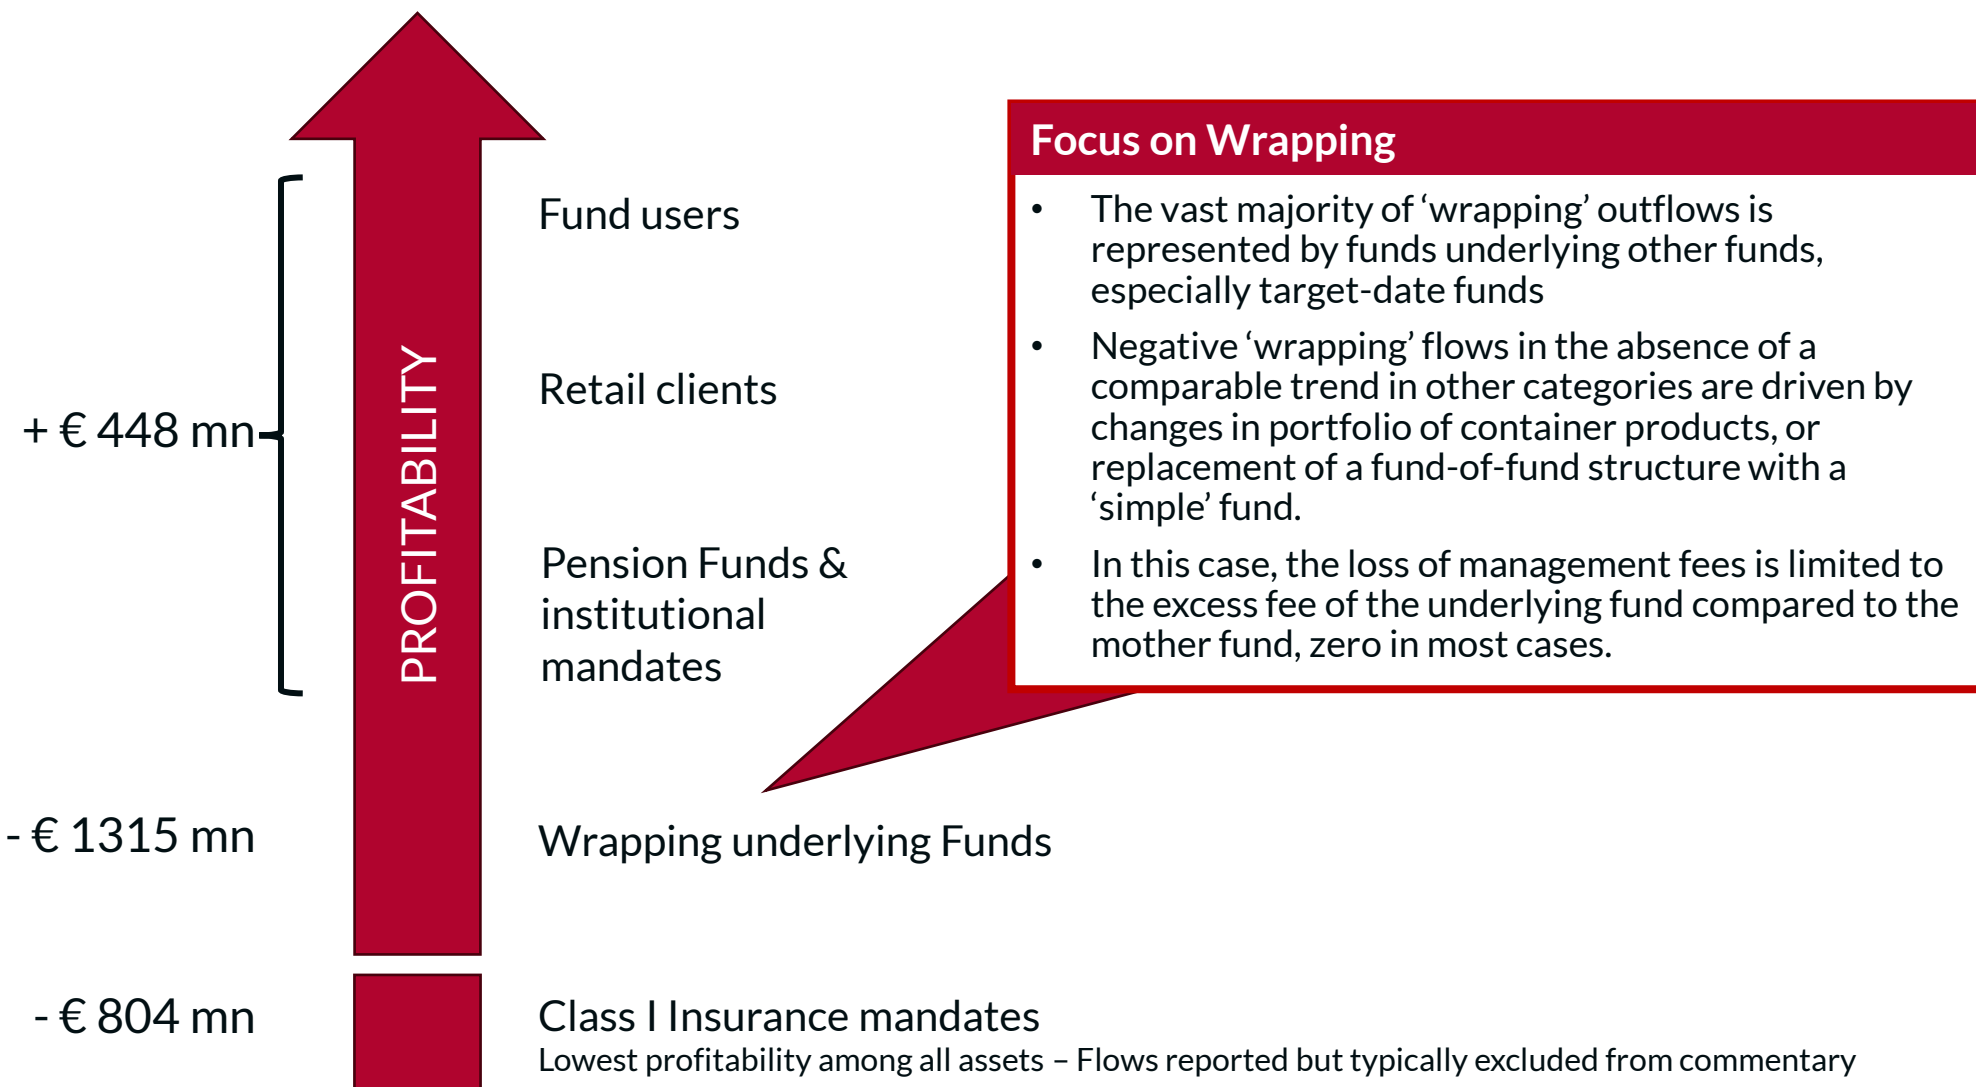 Fund users
Retail clients
+ € 448 mn
PROFITABILITY
Pension Funds &
institutional
mandates
Focus on Wrapping
• The vast majority of ‘wrapping’ outflows is
represented by funds underlying other funds,
especially target-date funds
• Negative ‘wrapping’ flows in the absence of a
comparable trend in other categories are driven by
changes in portfolio of container products, or
replacement of a fund-of-fund structure with a
‘simple’ fund.
• In this case, the loss of management fees is limited to
the excess fee of the underlying fund compared to the
mother fund, zero in most cases.
- € 1315 mn
Wrapping underlying Funds
- € 804 mn
Class I Insurance mandates
Lowest profitability among all assets – Flows reported but typically excluded from commentary